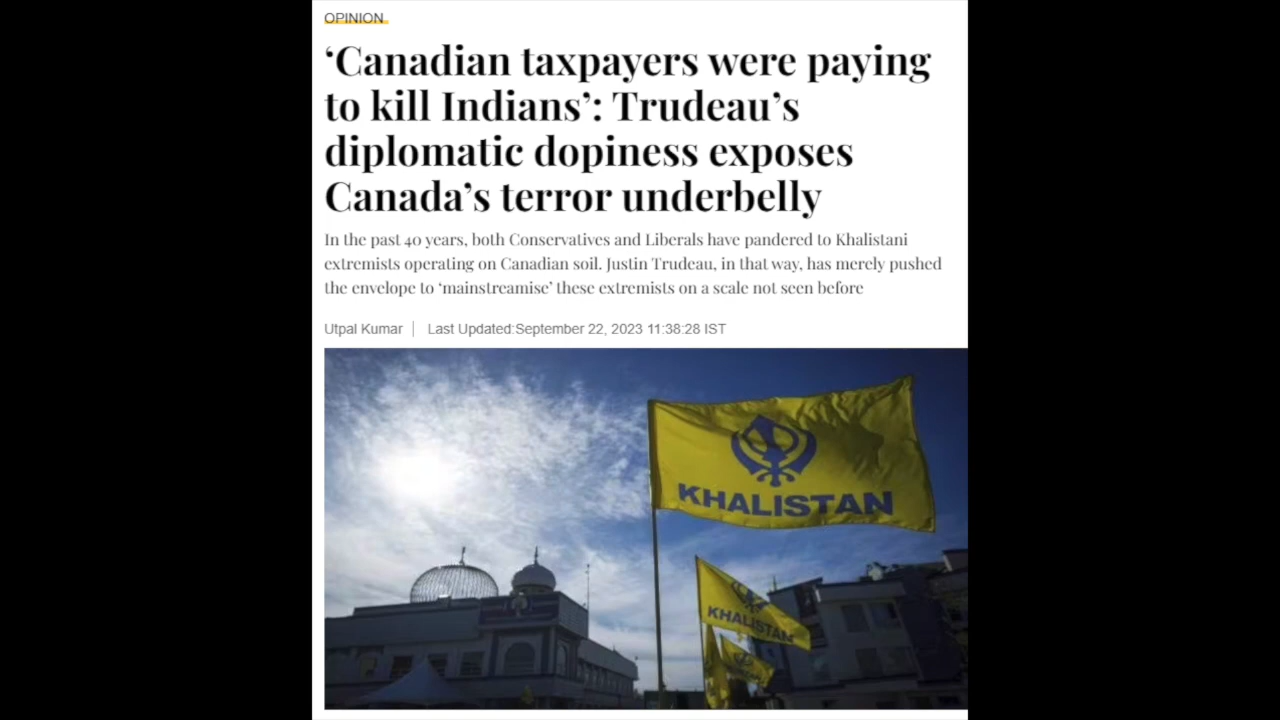 OPINION
‘Canadian taxpayers were paying
to kill Indians’: Trudeau’s
diplomatic dopiness exposes
Canada’s terror underbelly
In the past 40 years, both Conservatives and Liberals have pandered to Khalistani
extremists operating on Canadian soil. Justin Trudeau, in that way, has merely pushed
the envelope to ‘mainstreamise’ these extremists on a scale not seen before
Utpal Kumar | Last Updated:September 22, 2023 11:38:28 IST
KHALISTAN
KHALISTAN